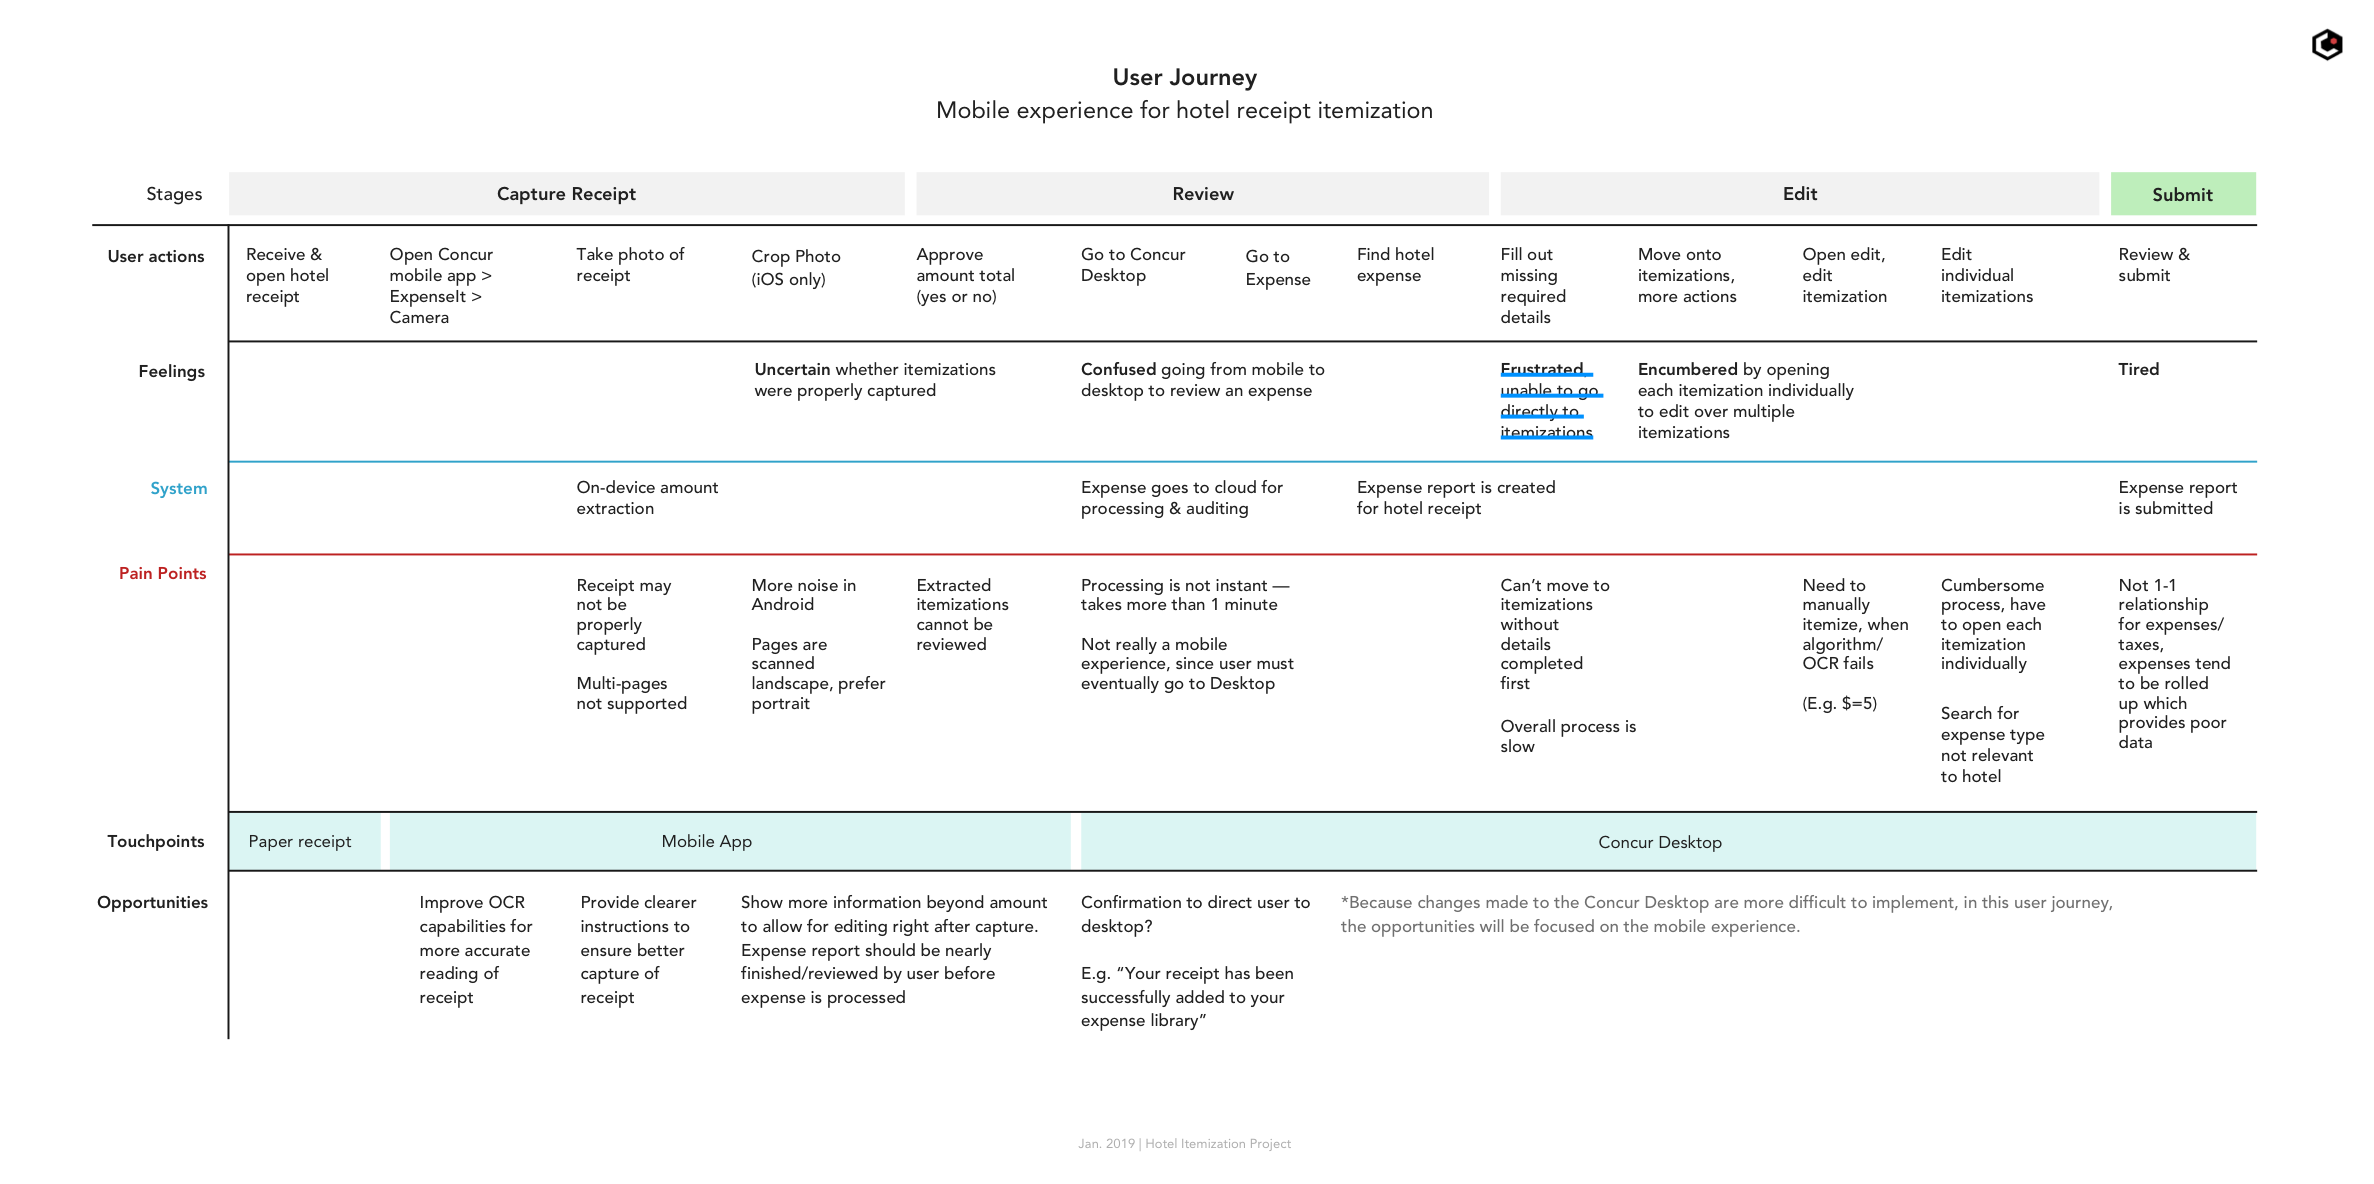 User Journey
Mobile experience for hotel receipt itemization
Stages
Capture Receipt
Review
Edit
Submit
User actions
Receive &
open hotel
receipt
Open Concur
mobile app >
ExpenseIt >
Camera
Take photo of
receipt
Crop Photo
(iOS only)
Approve
amount total
(yes or no)
Go to Concur
Desktop
Go to
Expense
Find hotel
expense
Fill out
missing
required
details
Move onto
itemizations,
more actions
Open edit,
edit
itemization
Edit
individual
itemizations
Review &
submit
Feelings
Uncertain whether itemizations
were properly captured
Confused going from mobile to
desktop to review an expense
Frustrated,
unable to go
directly to
itemizations
Encumbered by opening
each itemization individually
to edit over multiple
itemizations
Tired
System
On-device amount
extraction
Expense goes to cloud for
processing & auditing
Expense report is created
for hotel receipt
Expense report
is submitted
Pain Points
Receipt may
not be
properly
captured
Multi-pages
not supported
More noise in
Android
Pages are
scanned
landscape, prefer
portrait
Extracted
itemizations
cannot be
reviewed
Processing is not instant —
takes more than 1 minute
Not really a mobile
experience, since user must
eventually go to Desktop
Can’t move to
itemizations
without
details
completed
first
Overall process is
slow
Need to
manually
itemize, when
algorithm/
OCR fails
(E.g. $=5)
Cumbersome
process, have
to open each
itemization
individually
Search for
expense type
not relevant
to hotel
Not 1-1
relationship
for expenses/
taxes,
expenses tend
to be rolled
up which
provides poor
data
Touchpoints
Paper receipt
Mobile App
Concur Desktop
Opportunities
Improve OCR
capabilities for
more accurate
reading of
receipt
Provide clearer
instructions to
ensure better
capture of
receipt
Show more information beyond amount
to allow for editing right after capture.
Expense report should be nearly
finished/reviewed by user before
expense is processed
Confirmation to direct user to
desktop?
E.g. “Your receipt has been
successfully added to your
expense library”
*Because changes made to the Concur Desktop are more difficult to implement, in this user journey,
the opportunities will be focused on the mobile experience.
Jan. 2019 | Hotel Itemization Project